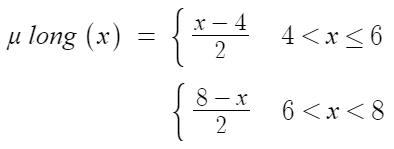 μ long (x) = { (x − 4)/2   4 < x ≤ 6
{ (8 − x)/2   6 < x < 8